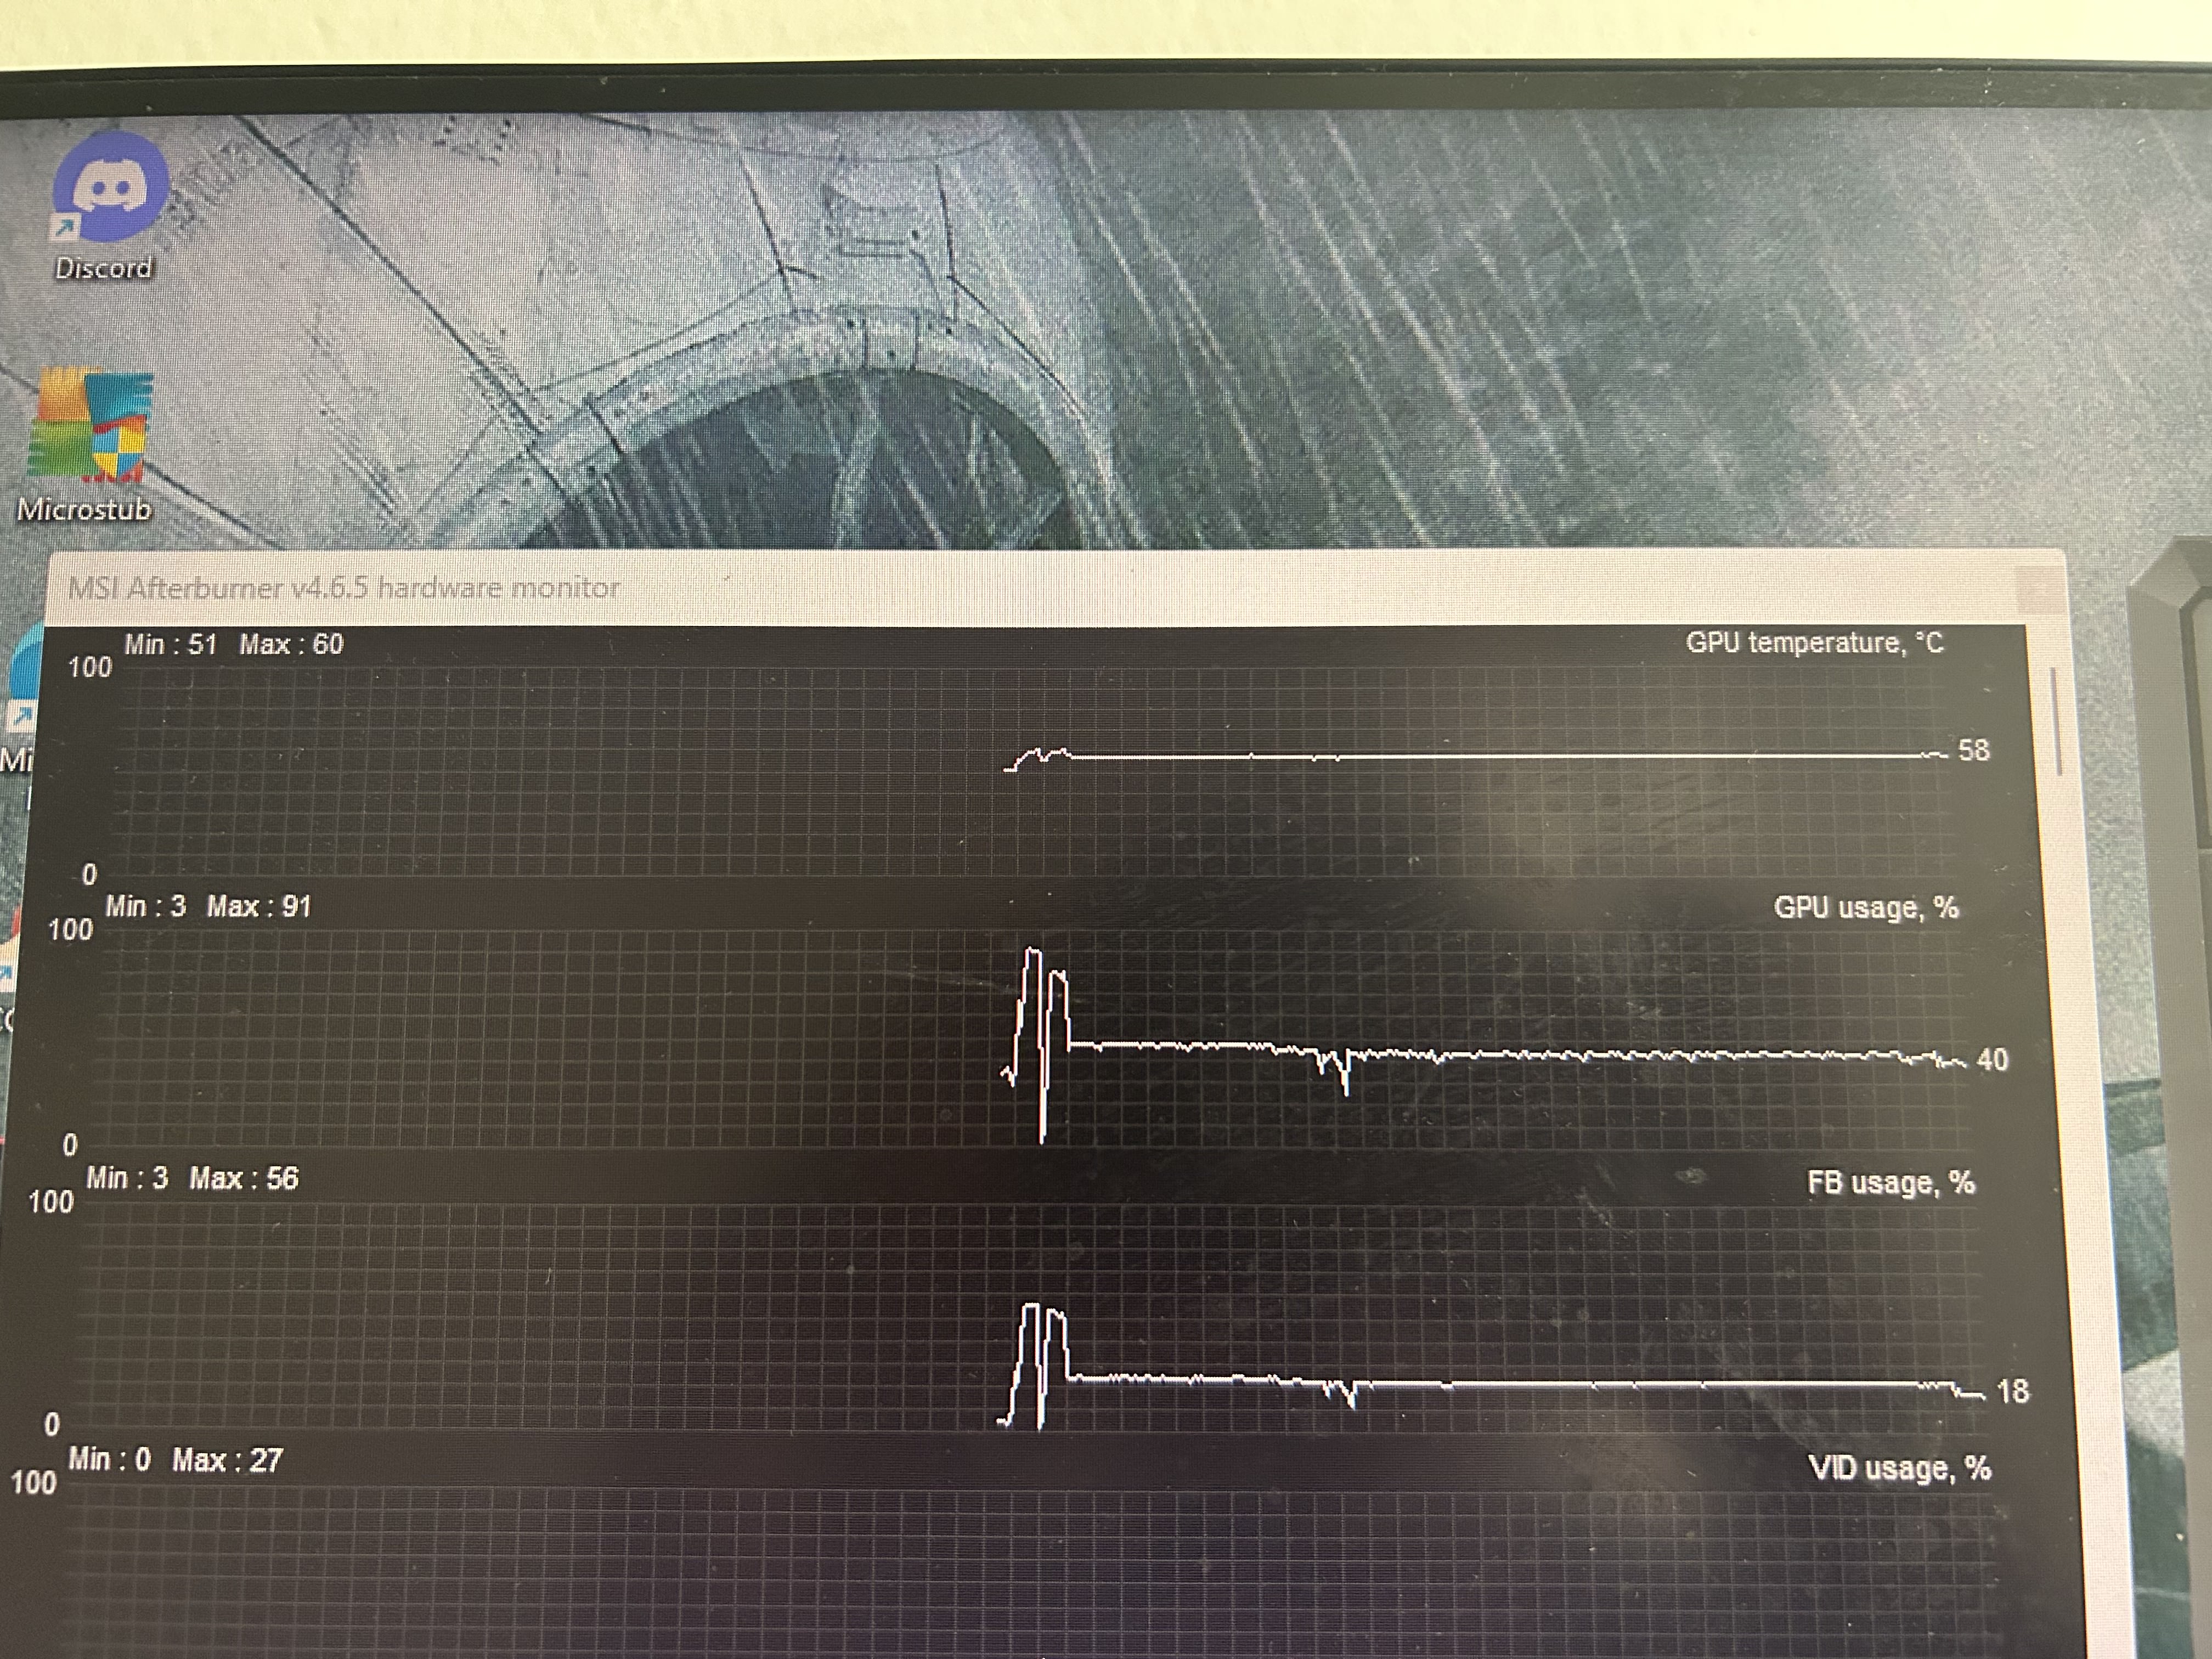 Discord
Microstub
MSI Afterburner v4.6.5 hardware monitor
Min : 51 Max : 60
GPU temperature, °C
100
58
0
Min : 3 Max : 91
GPU usage, %
100
40
0
Min : 3 Max : 56
FB usage, %
100
18
0
Min : 0 Max : 27
VID usage, %
100
Mi